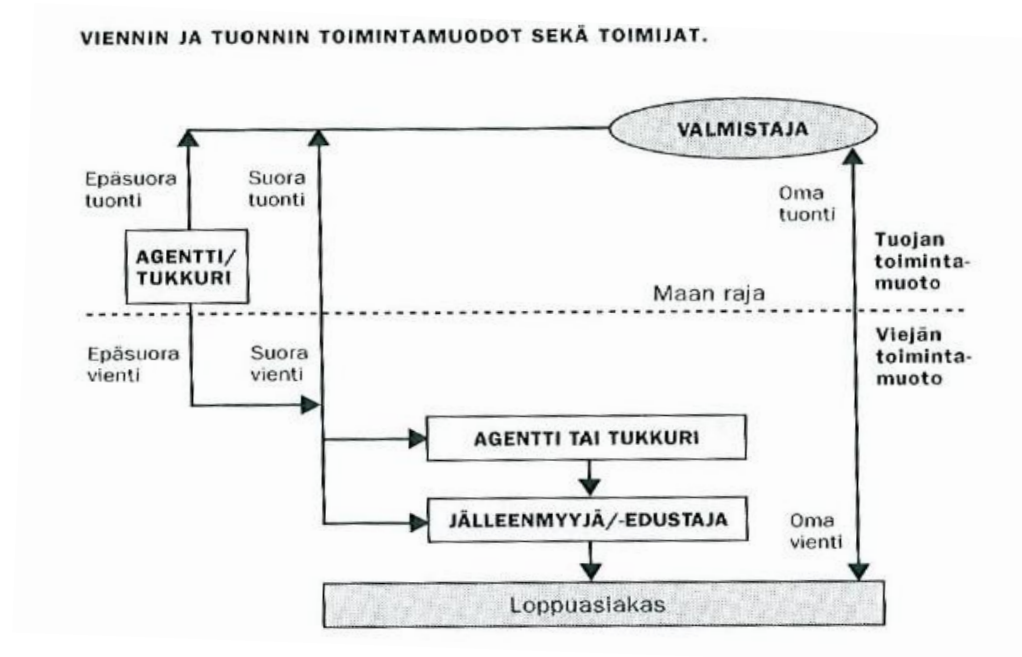 VIENNIN JA TUONNIN TOIMINTAMUODOT SEKÄ TOIMIJAT.
VALMISTAJA
Epäsuora
tuonti
Suora
tuonti
Oma
tuonti
AGENTTI/
TUKKURI
Tuojan
toiminta-
muoto
Maan raja
Epäsuora
vienti
Suora
vienti
Viejän
toiminta-
muoto
AGENTTI TAI TUKKURI
JÄLLEENMYYJÄ/-EDUSTAJA
Oma
vienti
Loppuasiakas